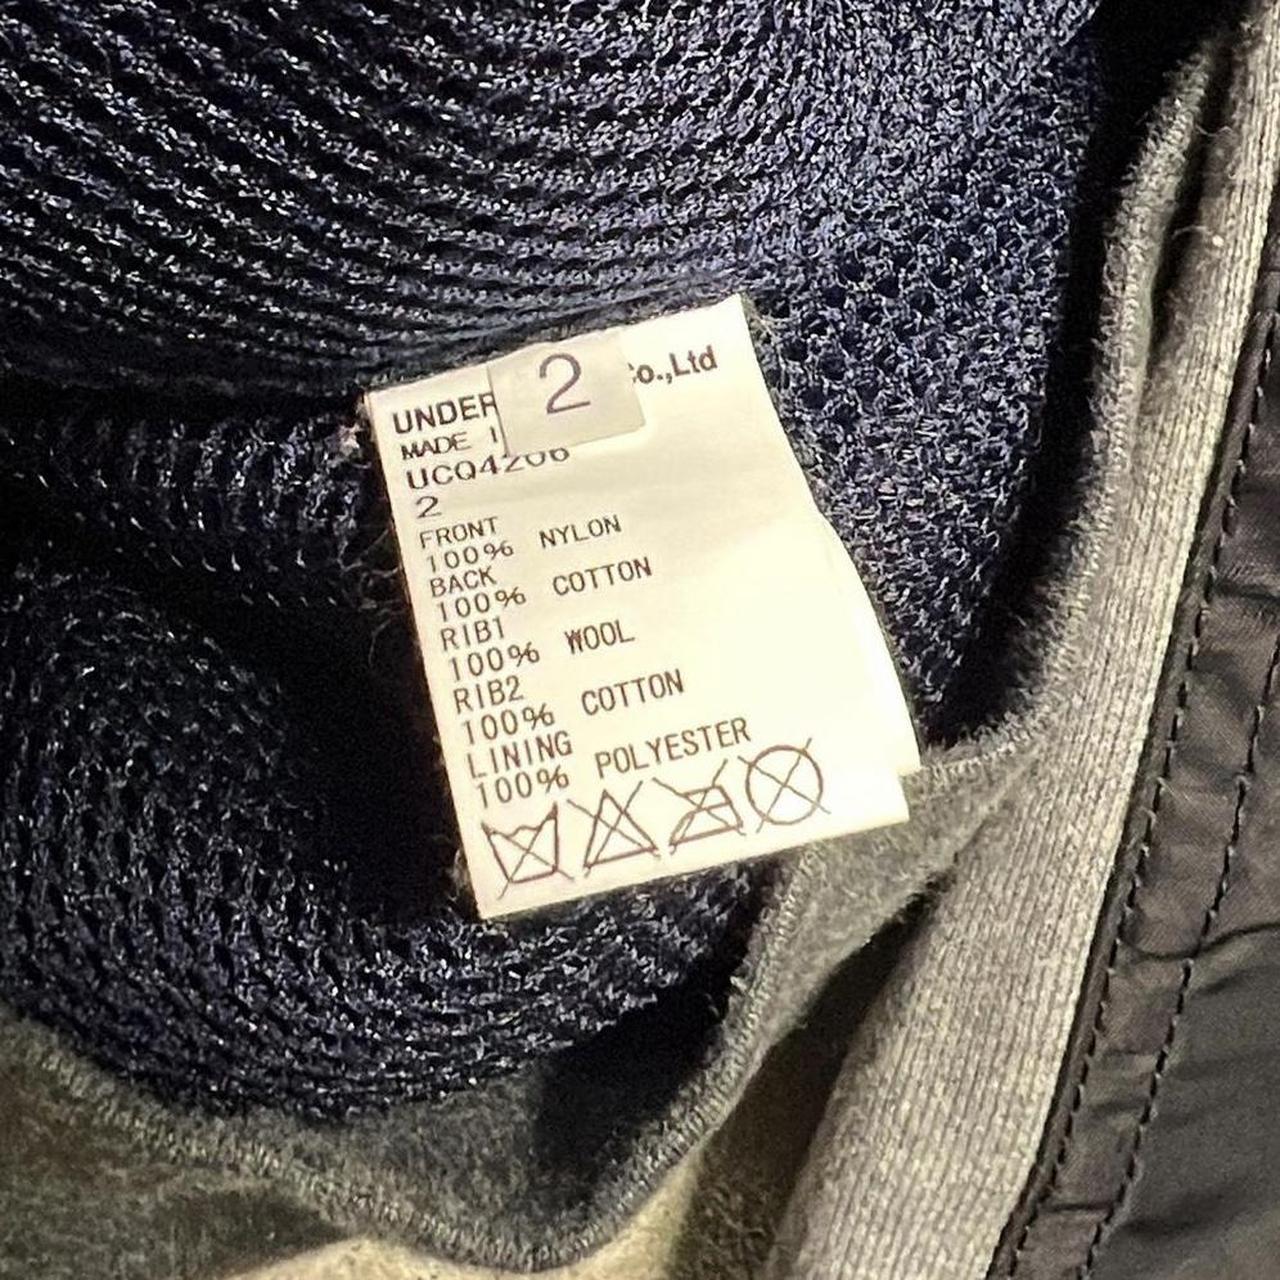 2
UNDER Co.,Ltd
MADE
UCQ4206
2
FRONT
100% NYLON
BACK
100% COTTON
RIB1
100% WOOL
RIB2
100% COTTON
LINING
100% POLYESTER